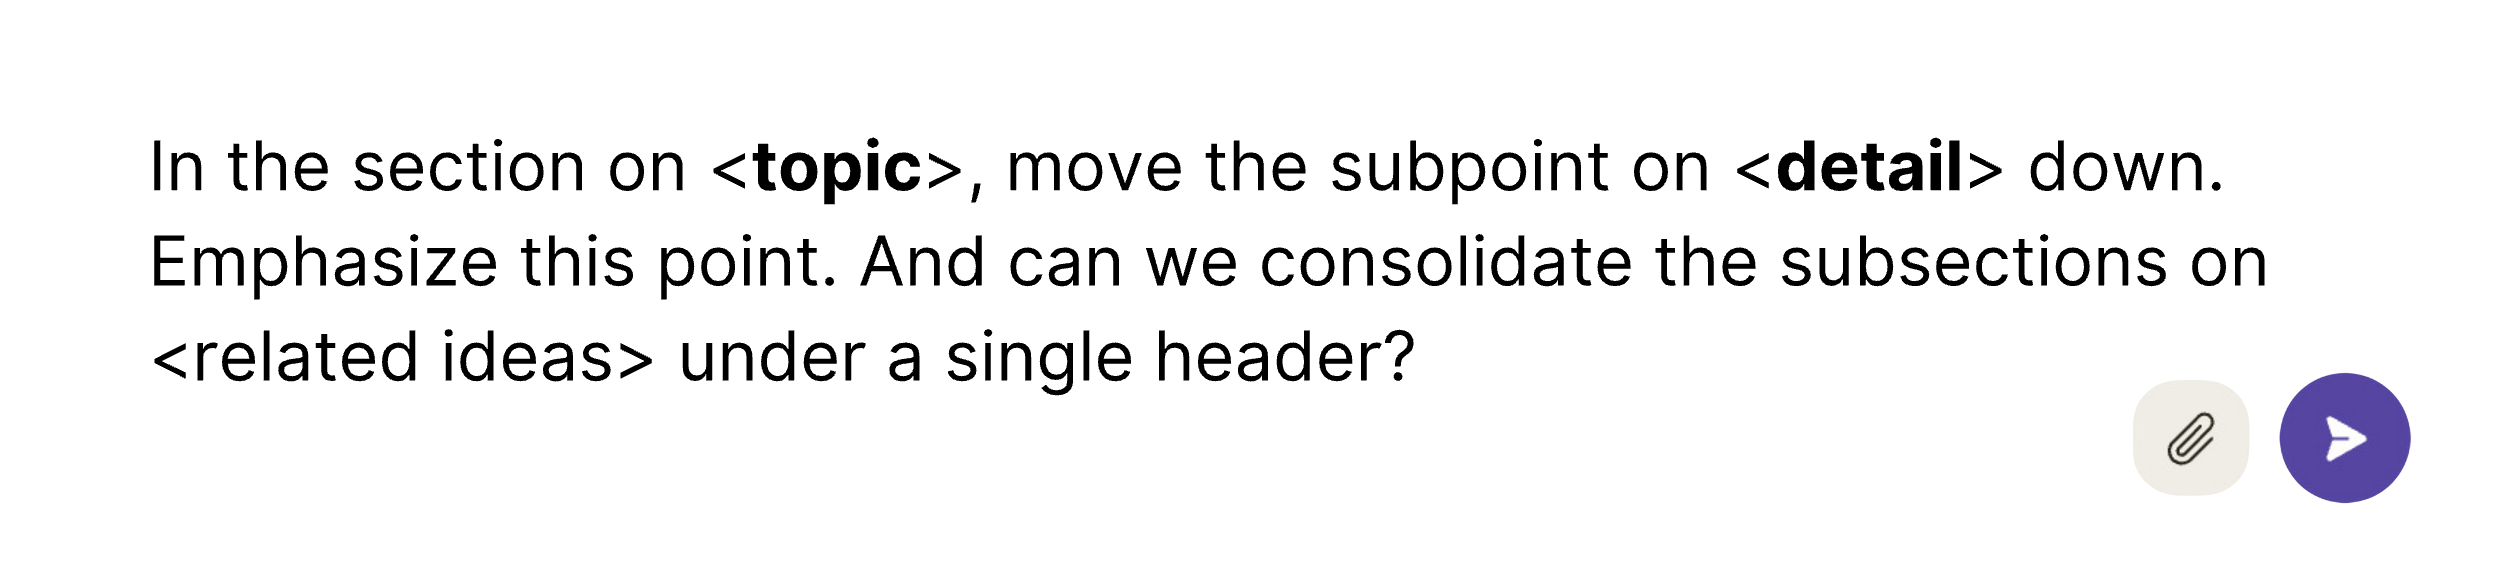 In the section on <topic>, move the subpoint on <detail> down.
Emphasize this point. And can we consolidate the subsections on
<related ideas> under a single header?